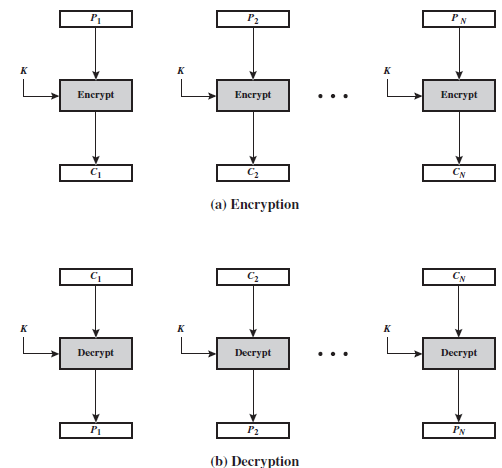 P1 P2 PN
K K K
Encrypt Encrypt • • • Encrypt
C1 C2 CN
(a) Encryption
C1 C2 CN
K K K
Decrypt Decrypt • • • Decrypt
P1 P2 PN
(b) Decryption